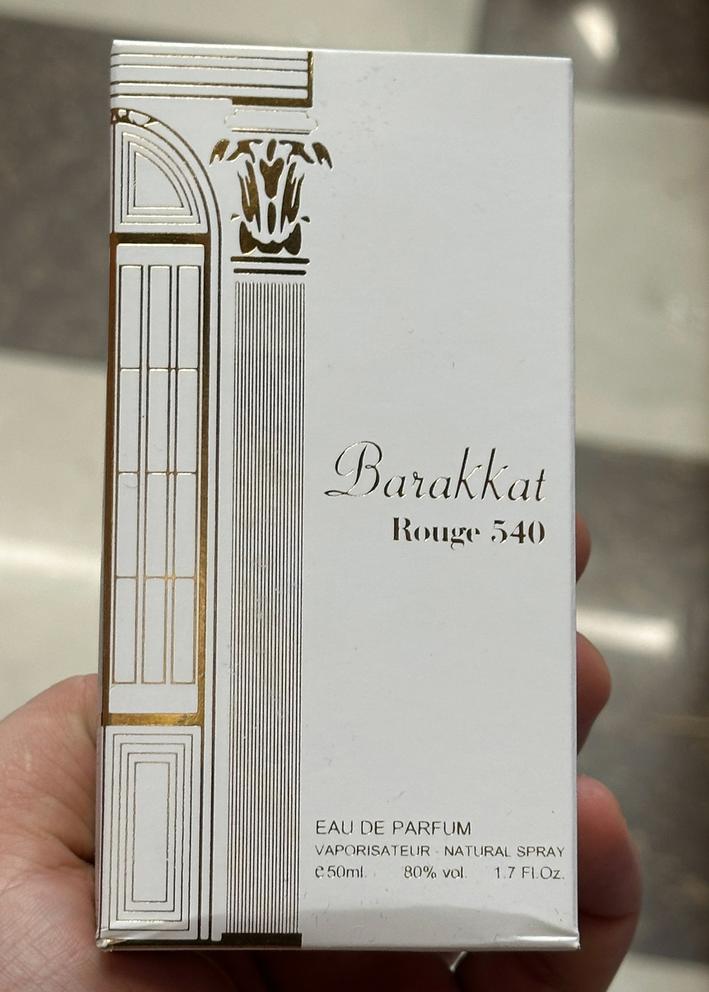 Barakkat
Rouge 540
EAU DE PARFUM
VAPORISATEUR - NATURAL SPRAY
e 50ml. 80% vol. 1.7 Fl.Oz.